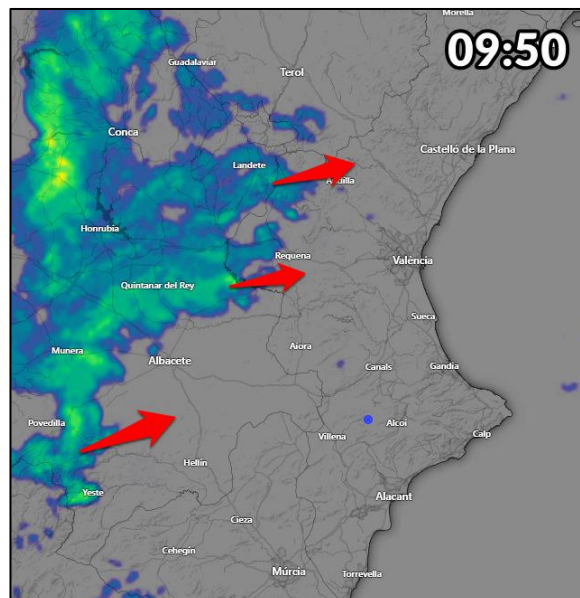 Morella
09:50
Guadalaviar
Terol
Conca
Castelló de la Plana
Landete
Andilla
Honrubia
Requena
València
Quintanar del Rey
Sueca
Munera
Albacete
Aiora
Canals
Gandia
Povedilla
Alcoi
Villena
Calp
Hellín
Yeste
Alacant
Cieza
Cehegín
Múrcia
Torrevella